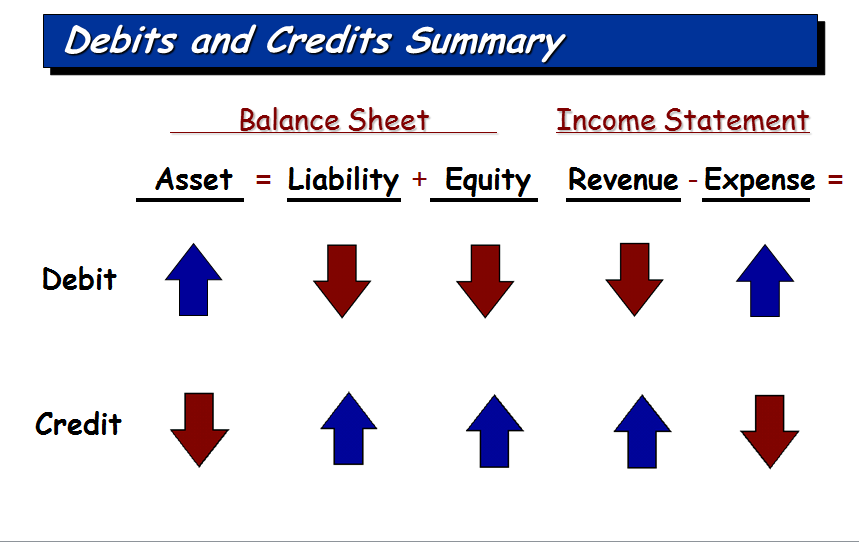 Debits and Credits Summary
Balance Sheet Income Statement
Asset = Liability + Equity Revenue - Expense =
Debit
Credit